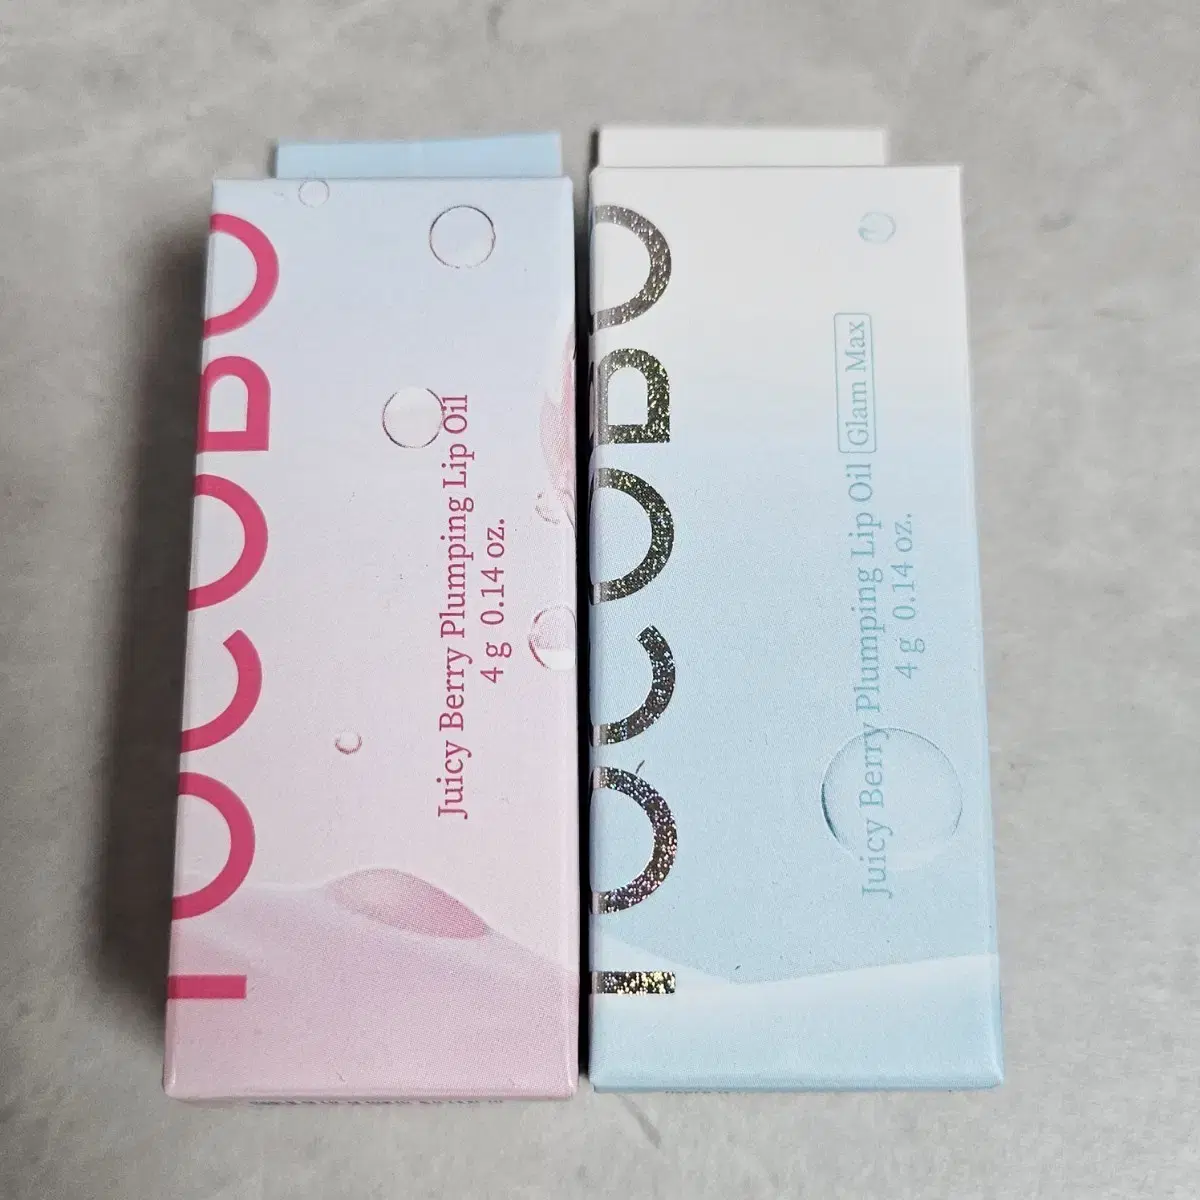 TOCOBO
Juicy Berry Plumping Lip Oil
4 g 0.14 oz.
TOCOBO
Juicy Berry Plumping Lip Oil Glam Max
4 g 0.14 oz.